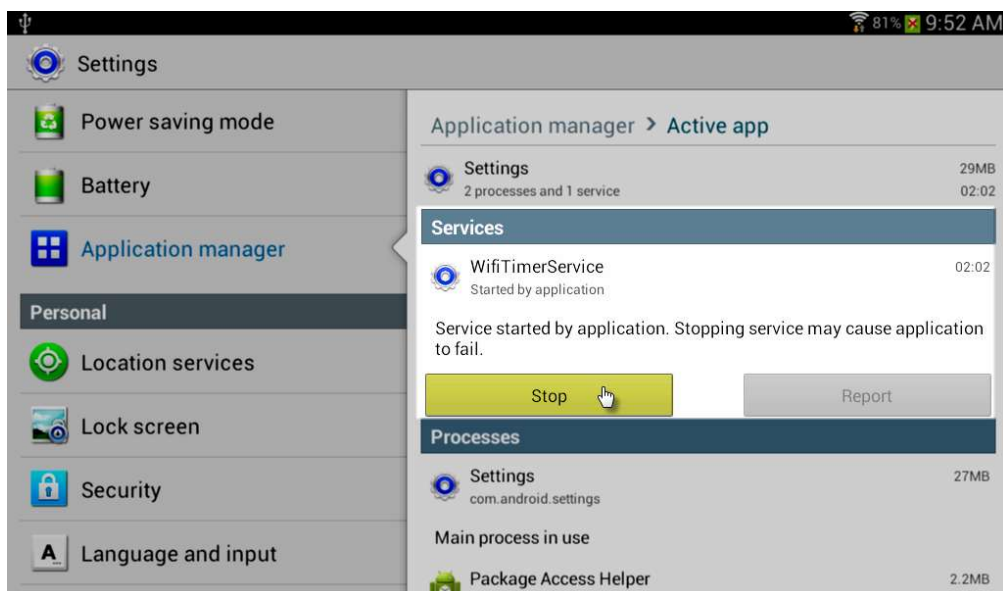 81% 9:52 AM
Settings
Power saving mode
Battery
Application manager
Personal
Location services
Lock screen
Security
A Language and input
Application manager > Active app
Settings 29MB
2 processes and 1 service 02:02
Services
WifiTimerService 02:02
Started by application
Service started by application. Stopping service may cause application
to fail.
Stop Report
Processes
Settings 27MB
com.android.settings
Main process in use
Package Access Helper 2.2MB